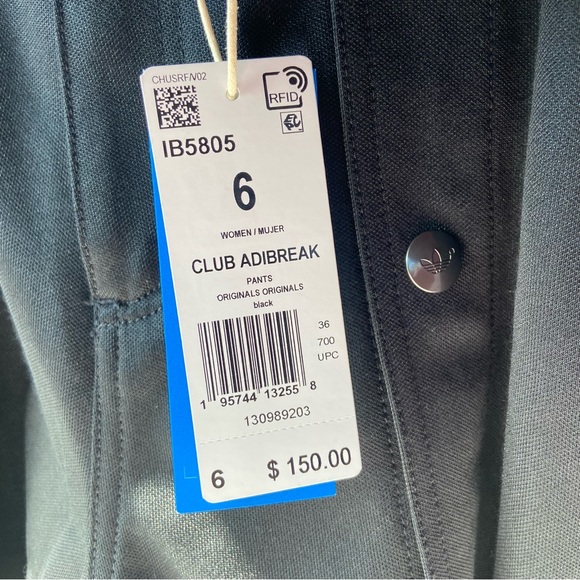 CHUSRF/V02
RFID
IB5805
6
WOMEN / MUJER
CLUB ADIBREAK
PANTS
ORIGINALS ORIGINALS
black
36
700
UPC
1 95744 13255 8
130989203
6 $ 150.00